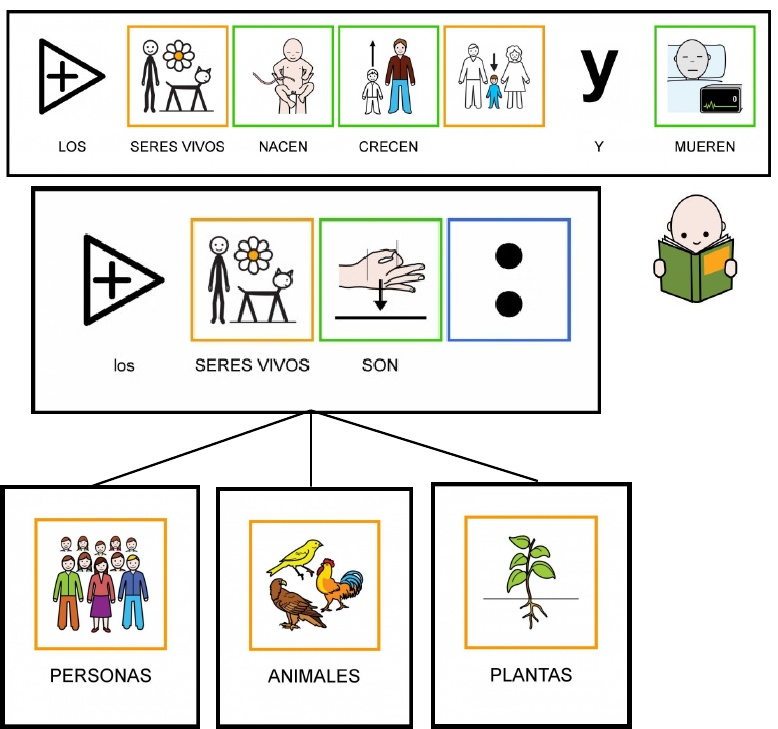 y
LOS SERES VIVOS NACEN CRECEN Y MUEREN
los SERES VIVOS SON
:
PERSONAS ANIMALES PLANTAS